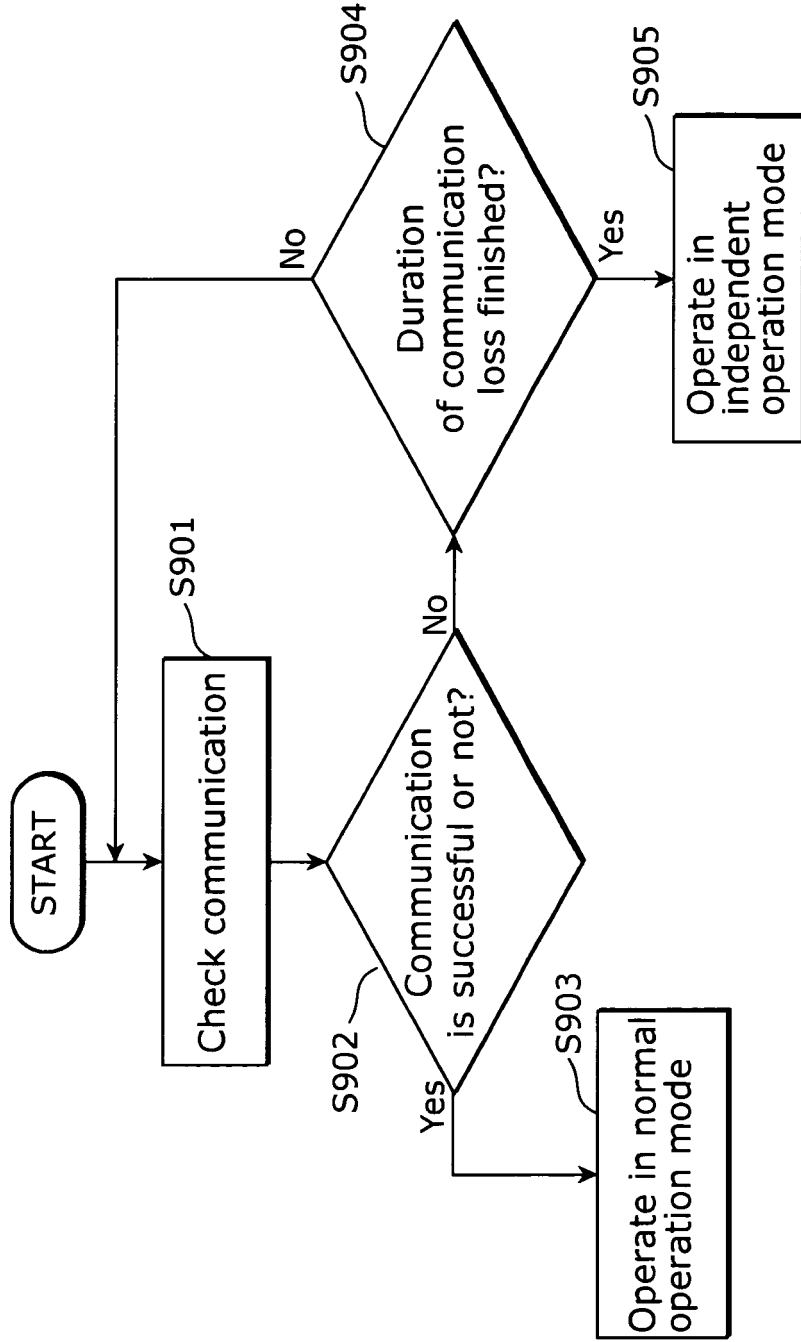 START
Check communication
S901
Communication
is successful or not?
S902
Yes
No
Operate in normal
operation mode
S903
Duration
of communication
loss finished?
S904
No
Yes
Operate in
independent
operation mode
S905